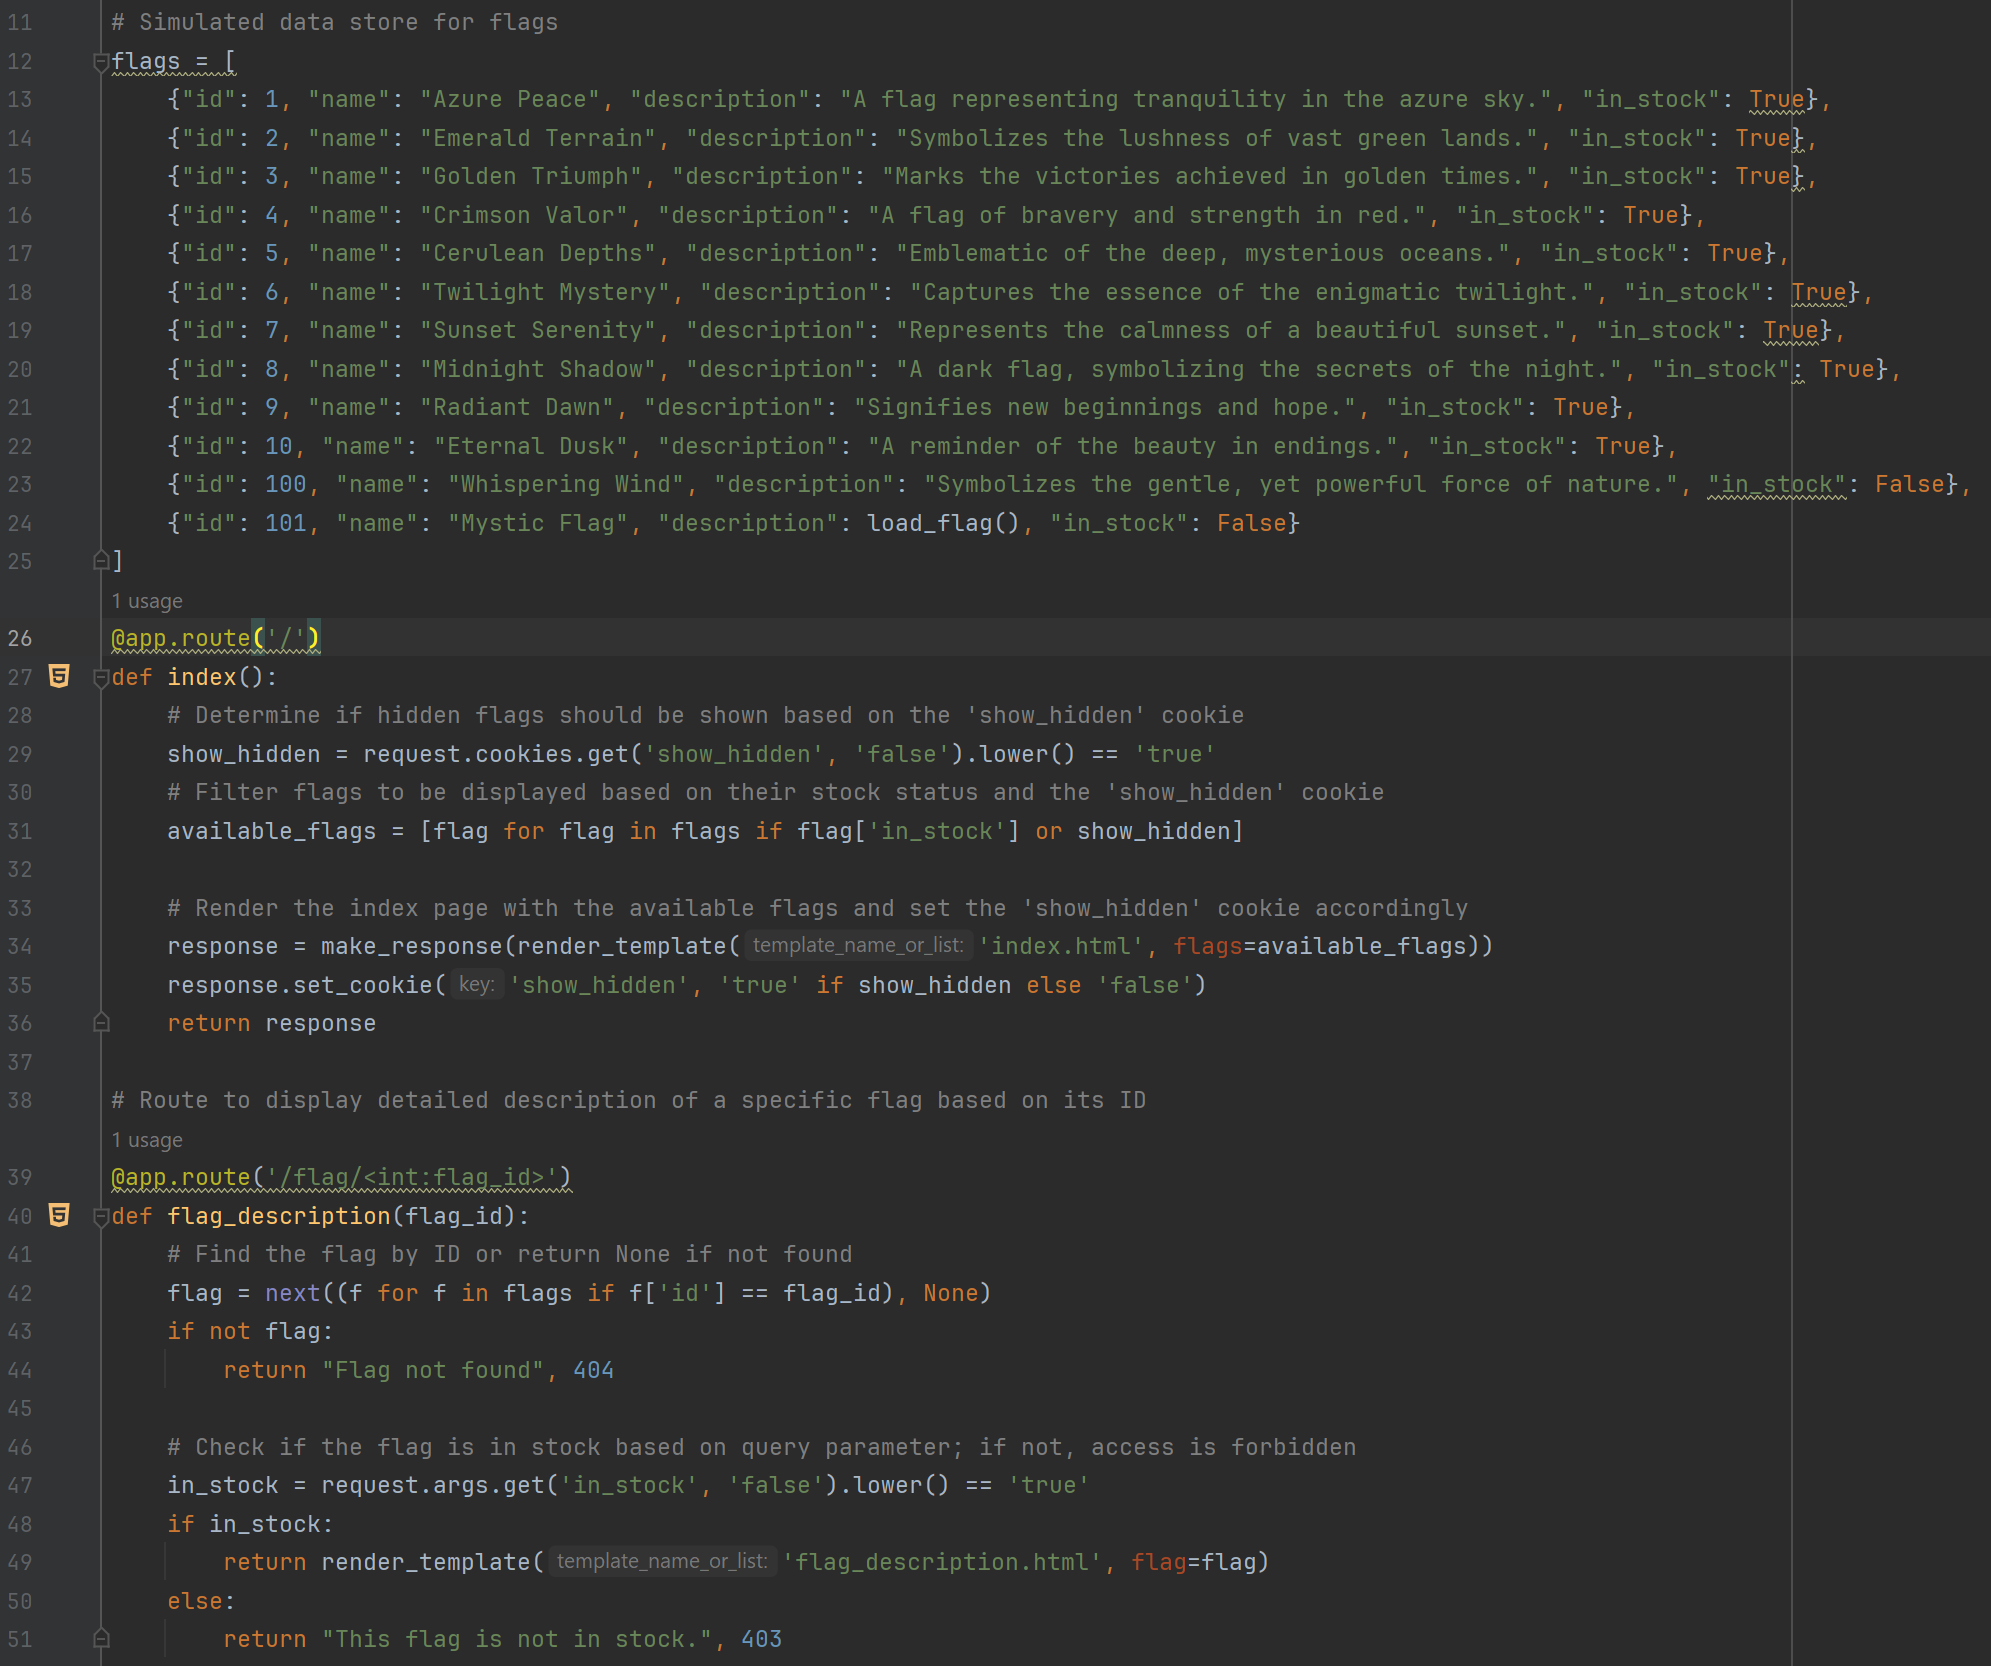 11 # Simulated data store for flags
12 flags = [
13     {"id": 1, "name": "Azure Peace", "description": "A flag representing tranquility in the azure sky.", "in_stock": True},
14     {"id": 2, "name": "Emerald Terrain", "description": "Symbolizes the lushness of vast green lands.", "in_stock": True},
15     {"id": 3, "name": "Golden Triumph", "description": "Marks the victories achieved in golden times.", "in_stock": True},
16     {"id": 4, "name": "Crimson Valor", "description": "A flag of bravery and strength in red.", "in_stock": True},
17     {"id": 5, "name": "Cerulean Depths", "description": "Emblematic of the deep, mysterious oceans.", "in_stock": True},
18     {"id": 6, "name": "Twilight Mystery", "description": "Captures the essence of the enigmatic twilight.", "in_stock": True},
19     {"id": 7, "name": "Sunset Serenity", "description": "Represents the calmness of a beautiful sunset.", "in_stock": True},
20     {"id": 8, "name": "Midnight Shadow", "description": "A dark flag, symbolizing the secrets of the night.", "in_stock": True},
21     {"id": 9, "name": "Radiant Dawn", "description": "Signifies new beginnings and hope.", "in_stock": True},
22     {"id": 10, "name": "Eternal Dusk", "description": "A reminder of the beauty in endings.", "in_stock": True},
23     {"id": 100, "name": "Whispering Wind", "description": "Symbolizes the gentle, yet powerful force of nature.", "in_stock": False},
24     {"id": 101, "name": "Mystic Flag", "description": load_flag(), "in_stock": False}
25 ]
1 usage
26 @app.route('/')
27 def index():
28     # Determine if hidden flags should be shown based on the 'show_hidden' cookie
29     show_hidden = request.cookies.get('show_hidden', 'false').lower() == 'true'
30     # Filter flags to be displayed based on their stock status and the 'show_hidden' cookie
31     available_flags = [flag for flag in flags if flag['in_stock'] or show_hidden]
32
33     # Render the index page with the available flags and set the 'show_hidden' cookie accordingly
34     response = make_response(render_template( template_name_or_list: 'index.html', flags=available_flags))
35     response.set_cookie( key: 'show_hidden', 'true' if show_hidden else 'false')
36     return response
37
38 # Route to display detailed description of a specific flag based on its ID
1 usage
39 @app.route('/flag/<int:flag_id>')
40 def flag_description(flag_id):
41     # Find the flag by ID or return None if not found
42     flag = next((f for f in flags if f['id'] == flag_id), None)
43     if not flag:
44         return "Flag not found", 404
45
46     # Check if the flag is in stock based on query parameter; if not, access is forbidden
47     in_stock = request.args.get('in_stock', 'false').lower() == 'true'
48     if in_stock:
49         return render_template( template_name_or_list: 'flag_description.html', flag=flag)
50     else:
51         return "This flag is not in stock.", 403